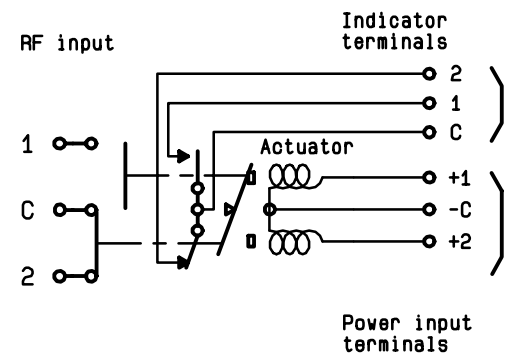 Indicator
terminals
RF input
2
1
C
1
Actuator
+1
C
-C
+2
2
Power input
terminals